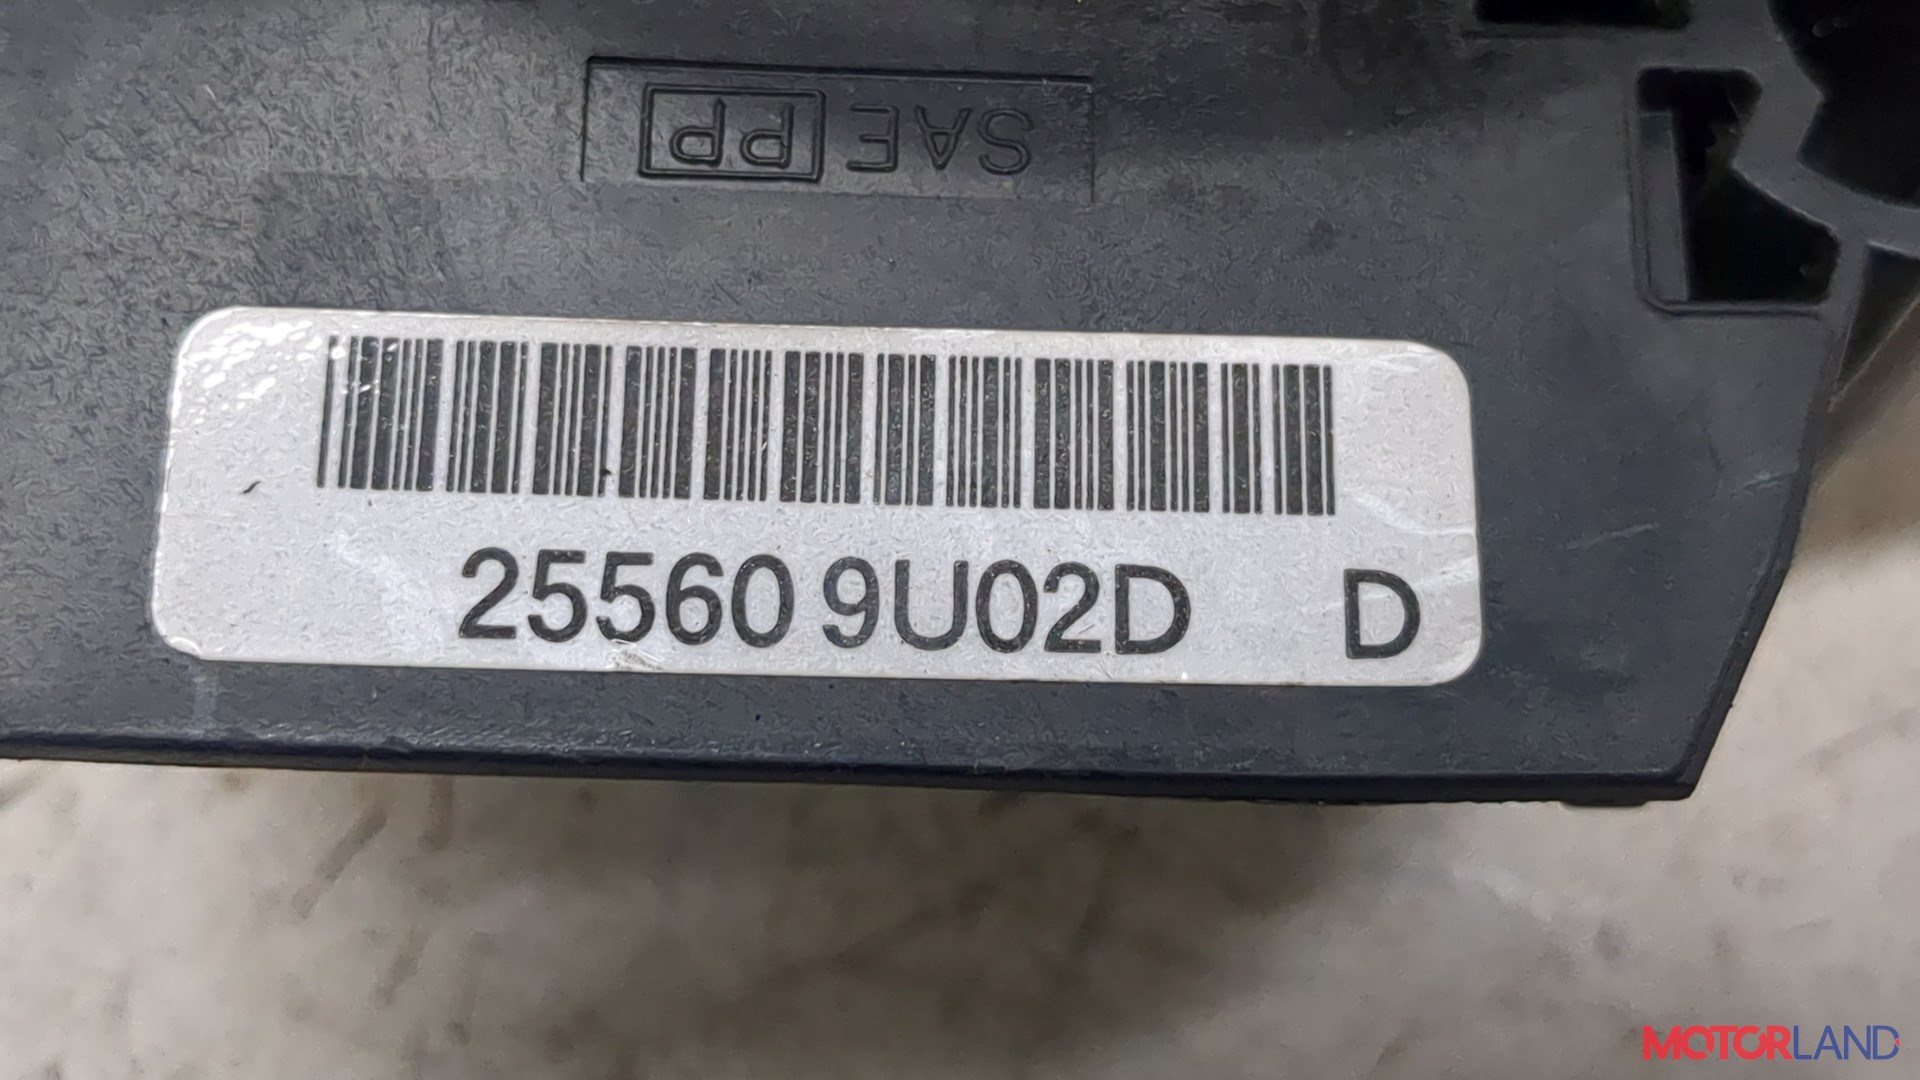 SAE PP
25560 9U02D D
MOTORLAND